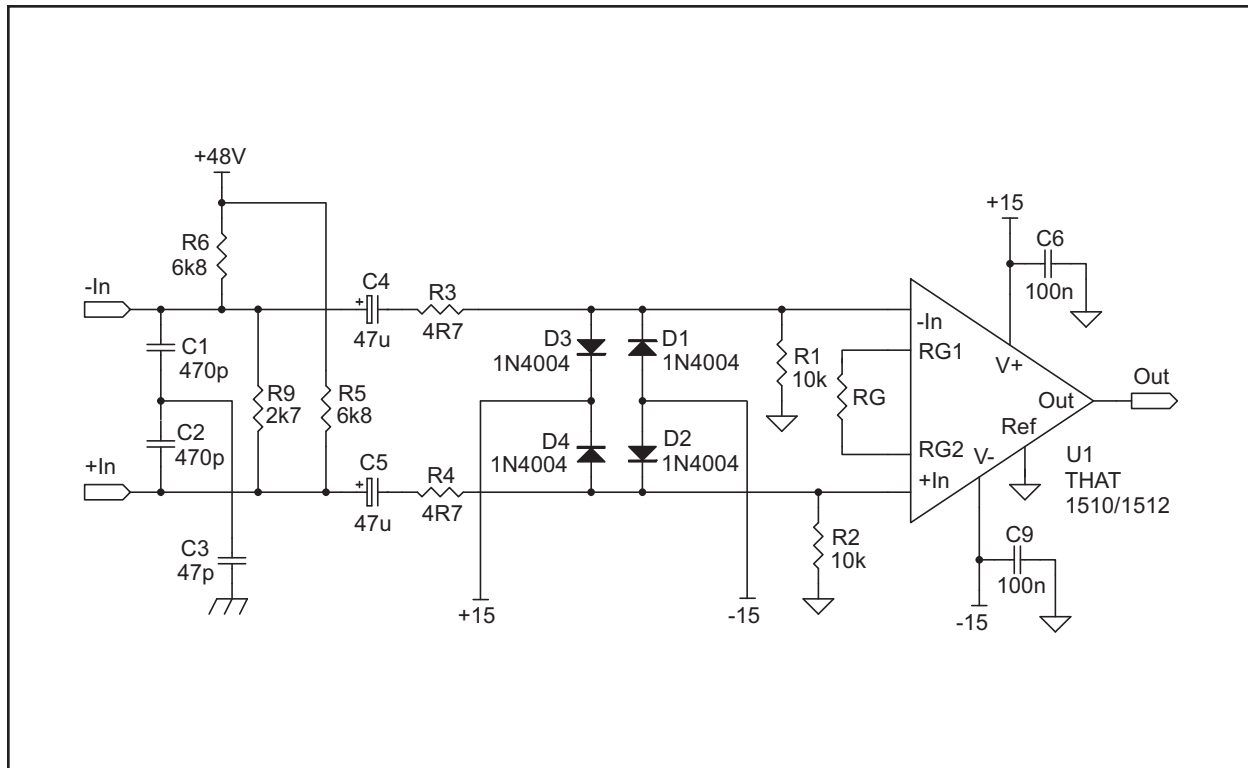 +48V
R6
6k8
-In
C1
470p
C2
470p
+In
C3
47p
R9
2k7
R5
6k8
C4
+
47u
R3
4R7
C5
+
47u
R4
4R7
D3
1N4004
D1
1N4004
D4
1N4004
D2
1N4004
+15
-15
R1
10k
R2
10k
RG
-In
RG1
RG2
+In
V+
Out
Ref
V-
+15
C6
100n
Out
U1
THAT
1510/1512
C9
100n
-15